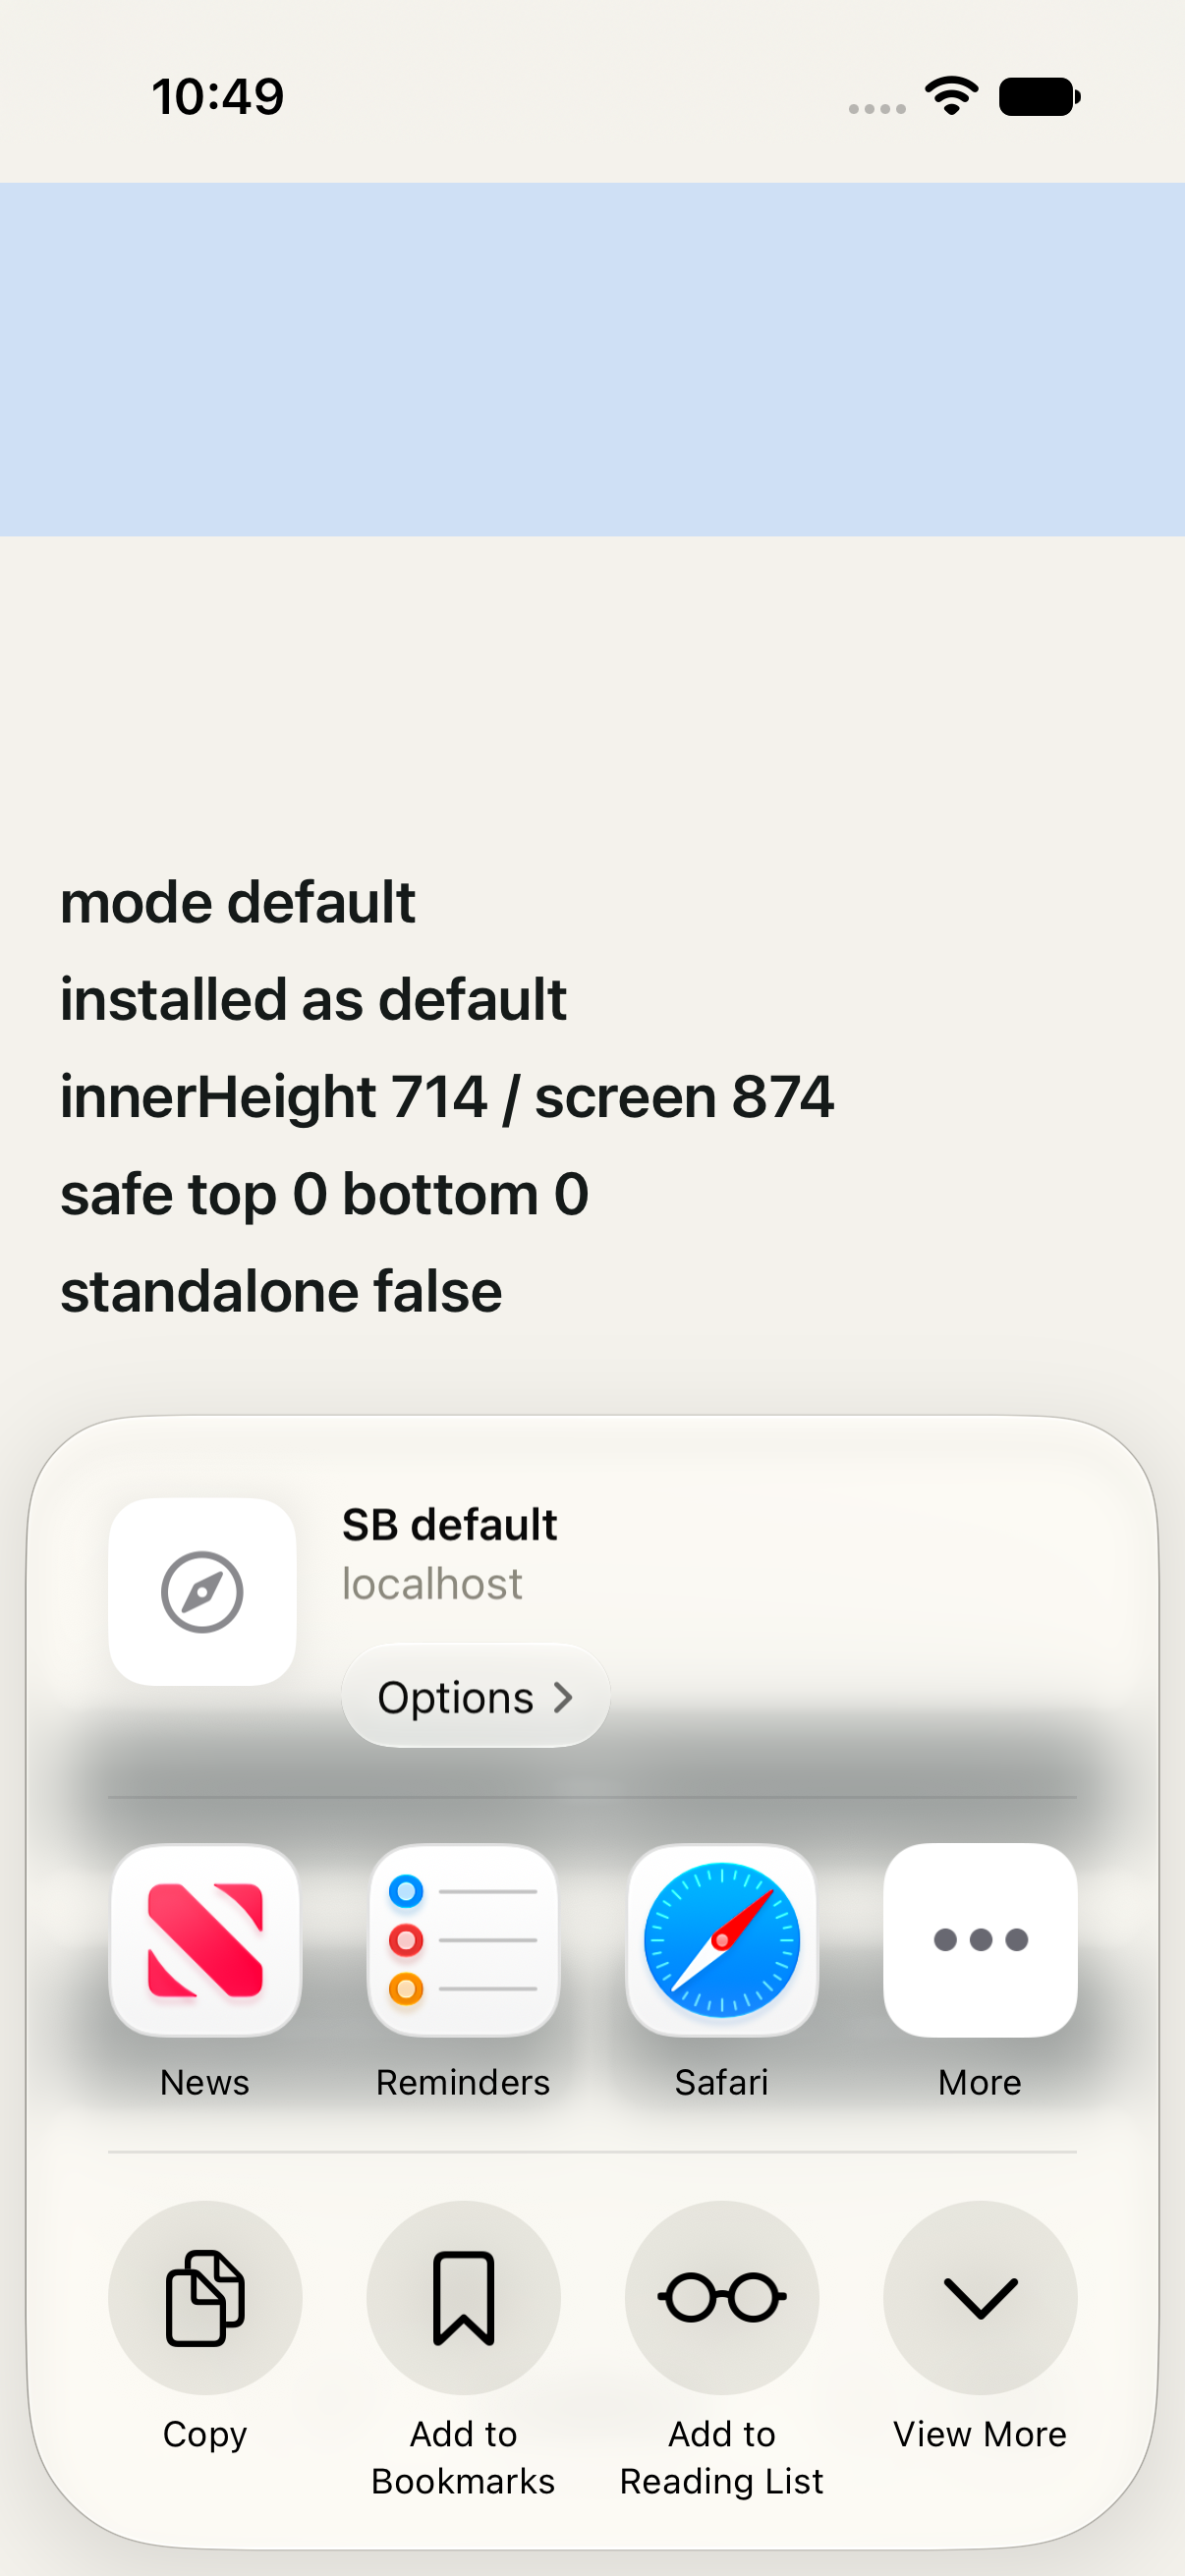 10:49
mode default
installed as default
innerHeight 714 / screen 874
safe top 0 bottom 0
standalone false
SB default
localhost
Options
News
Reminders
Safari
More
Copy
Add to
Bookmarks
Add to
Reading List
View More